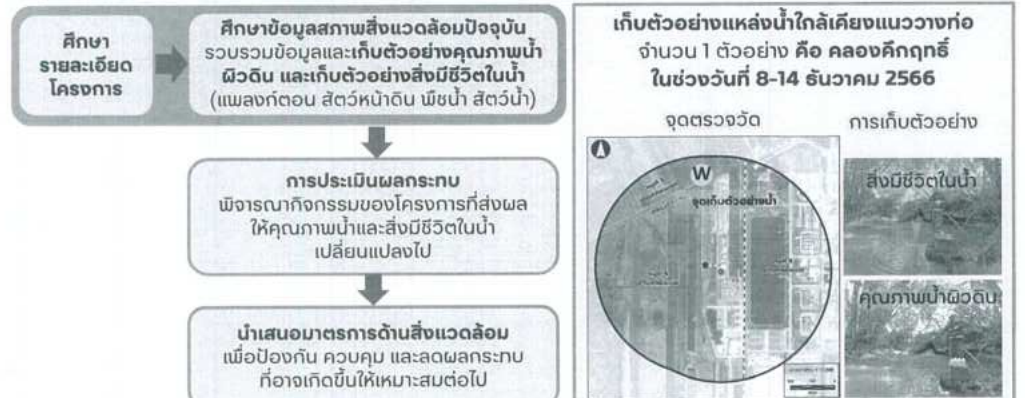 ศึกษา
รายละเอียด
โครงการ
ศึกษาข้อมูลสภาพสิ่งแวดล้อมปัจจุบัน
รวบรวมข้อมูลและเก็บตัวอย่างคุณภาพน้ำ
ผิวดิน และเก็บตัวอย่างสิ่งมีชีวิตในน้ำ
(แพลงก์ตอน สัตว์หน้าดิน พืชน้ำ สัตว์น้ำ)
การประเมินผลกระทบ
พิจารณากิจกรรมของโครงการที่ส่งผล
ให้คุณภาพน้ำและสิ่งมีชีวิตในน้ำ
เปลี่ยนแปลงไป
นำเสนอมาตรการด้านสิ่งแวดล้อม
เพื่อป้องกัน ควบคุม และลดผลกระทบ
ที่อาจเกิดขึ้นให้เหมาะสมต่อไป
เก็บตัวอย่างแหล่งน้ำใกล้เคียงแนววางท่อ
จำนวน 1 ตัวอย่าง คือ คลองคึกฤทธิ์
ในช่วงวันที่ 8-14 ธันวาคม 2566
จุดตรวจวัด
การเก็บตัวอย่าง
W
จุดเก็บตัวอย่างน้ำ
สิ่งมีชีวิตในน้ำ
คุณภาพน้ำผิวดิน